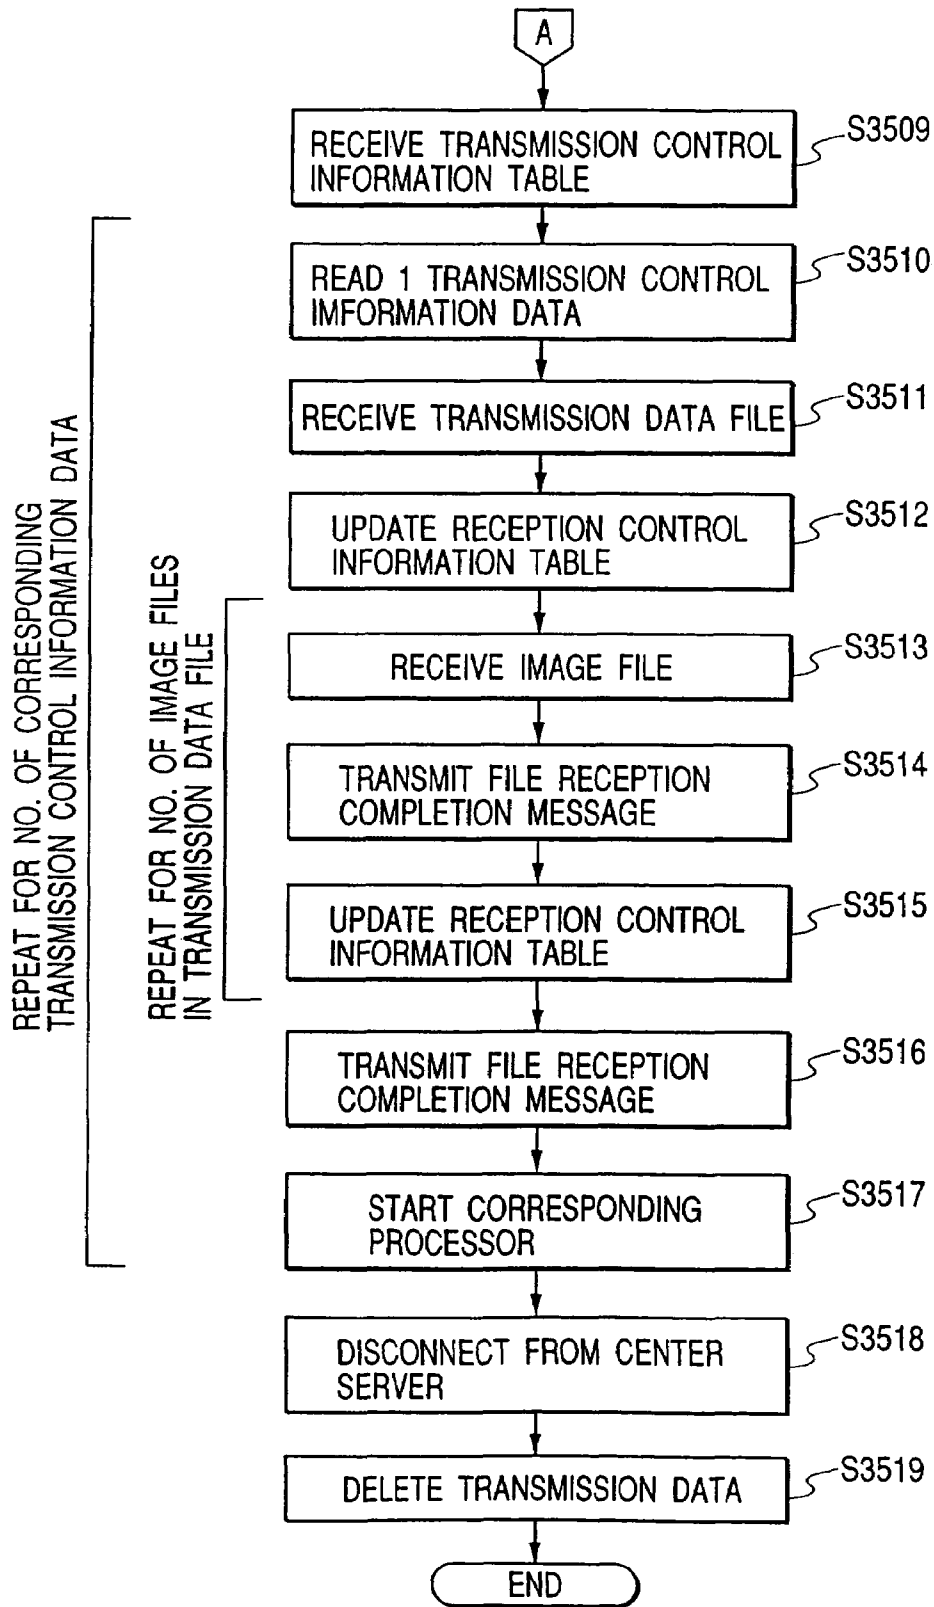 A
RECEIVE TRANSMISSION CONTROL
INFORMATION TABLE
S3509
READ 1 TRANSMISSION CONTROL
IMFORMATION DATA
S3510
RECEIVE TRANSMISSION DATA FILE
S3511
UPDATE RECEPTION CONTROL
INFORMATION TABLE
S3512
RECEIVE IMAGE FILE
S3513
TRANSMIT FILE RECEPTION
COMPLETION MESSAGE
S3514
UPDATE RECEPTION CONTROL
INFORMATION TABLE
S3515
TRANSMIT FILE RECEPTION
COMPLETION MESSAGE
S3516
START CORRESPONDING
PROCESSOR
S3517
DISCONNECT FROM CENTER
SERVER
S3518
DELETE TRANSMISSION DATA
S3519
END
REPEAT FOR NO. OF CORRESPONDING
TRANSMISSION CONTROL INFORMATION DATA
REPEAT FOR NO. OF IMAGE FILES
IN TRANSMISSION DATA FILE